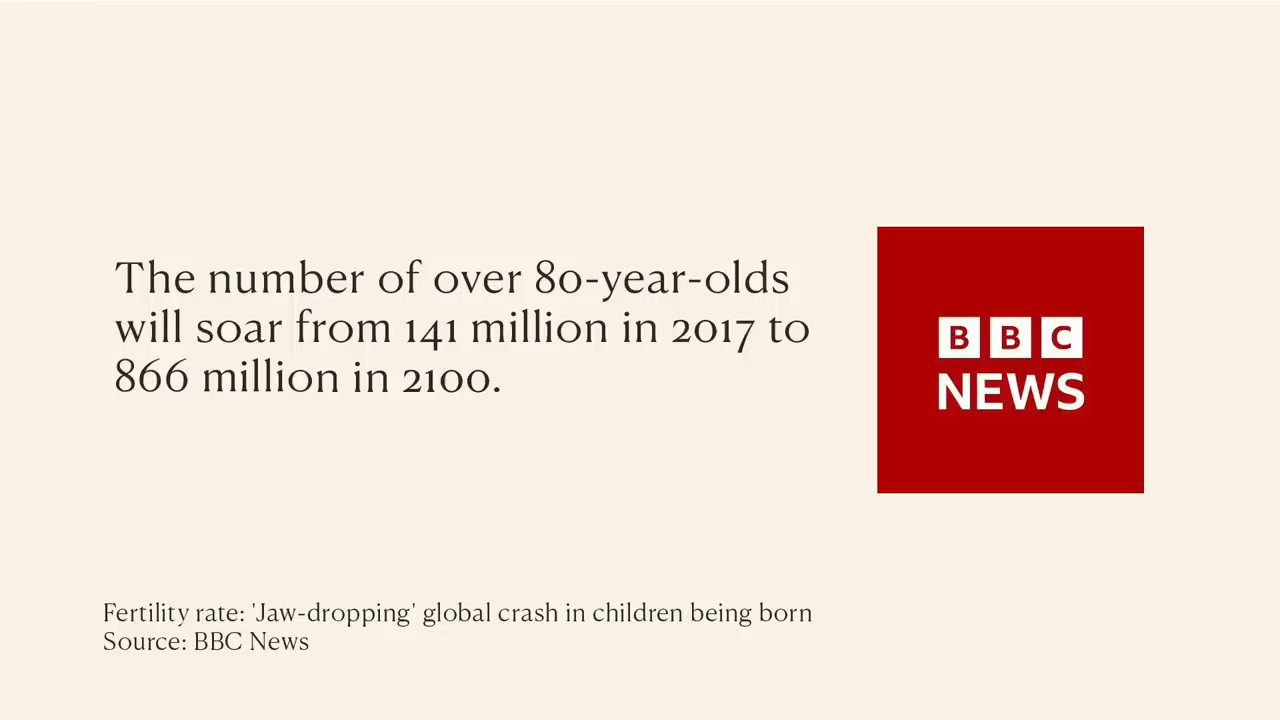 The number of over 80-year-olds
will soar from 141 million in 2017 to
866 million in 2100.
BBC
NEWS
Fertility rate: 'Jaw-dropping' global crash in children being born
Source: BBC News